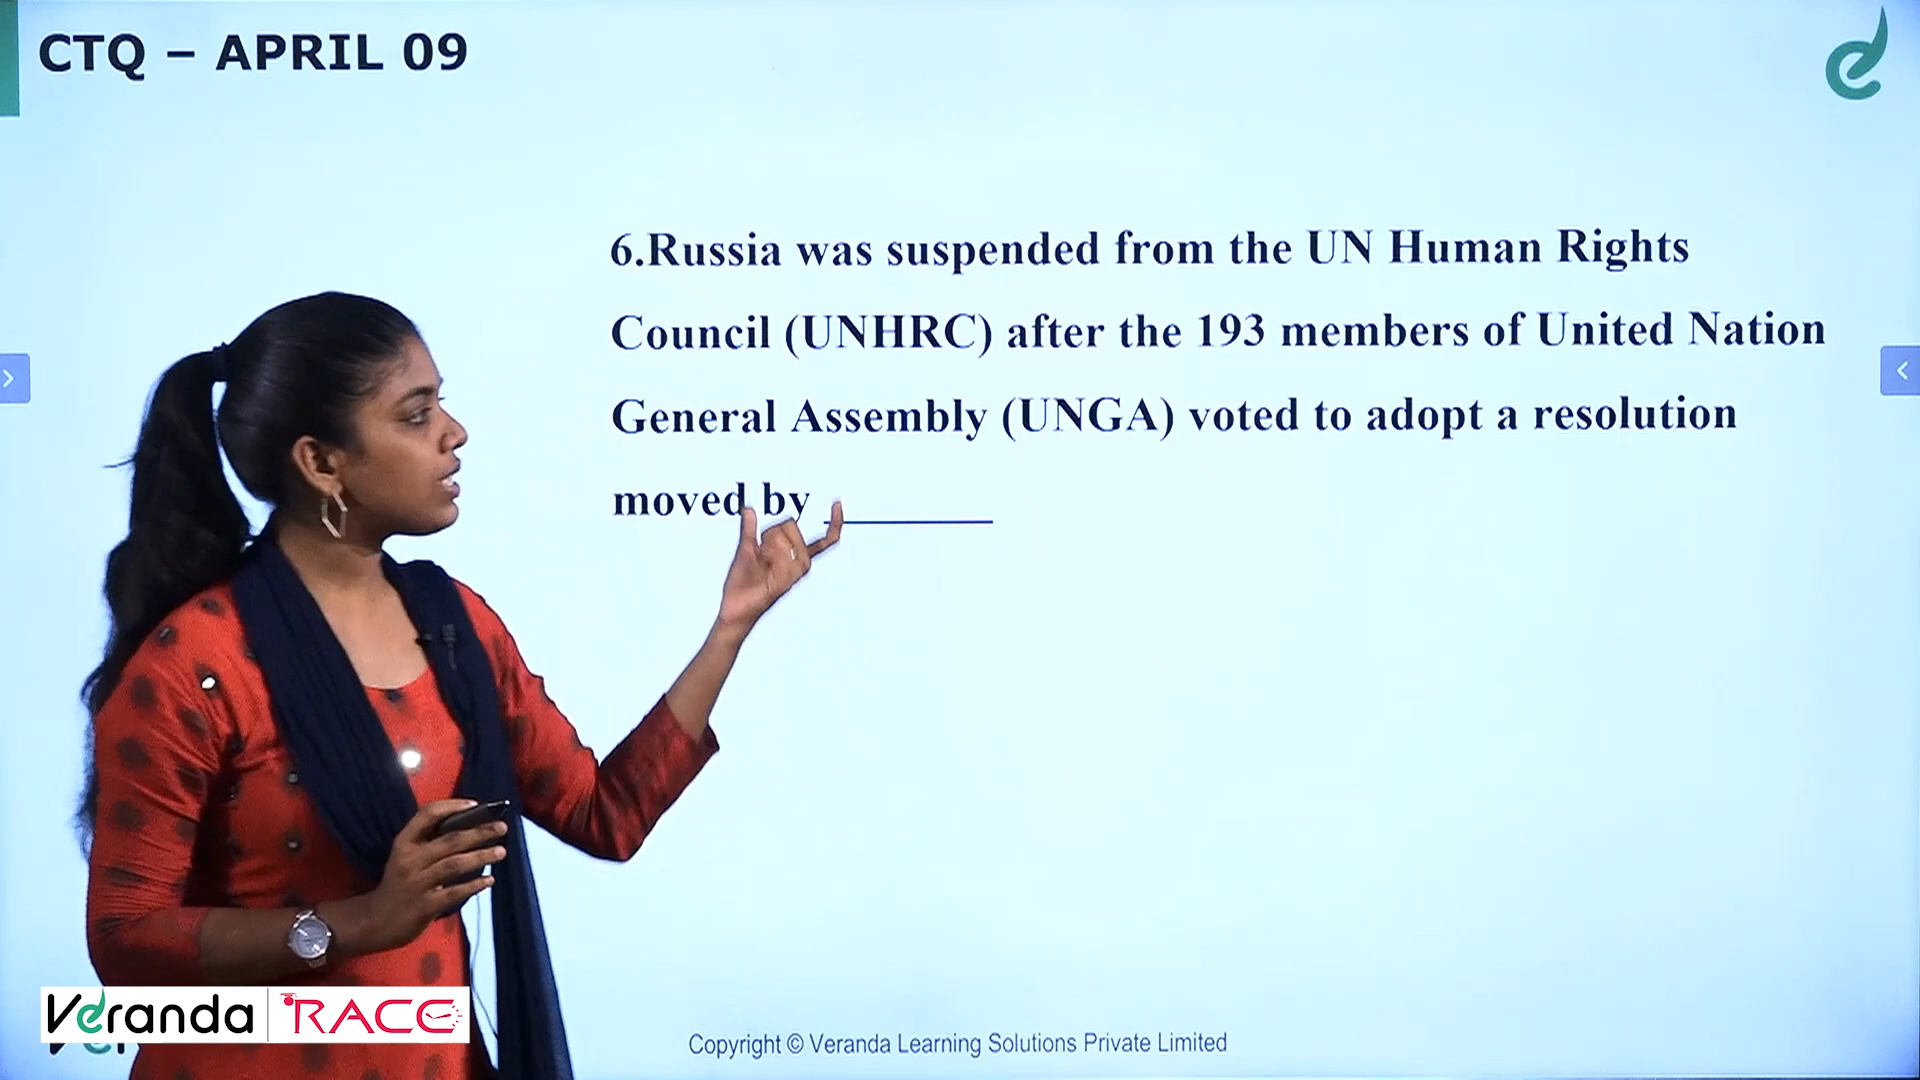 CTQ – APRIL 09
6.Russia was suspended from the UN Human Rights
Council (UNHRC) after the 193 members of United Nation
General Assembly (UNGA) voted to adopt a resolution
moved by ________
Veranda RACE
Copyright © Veranda Learning Solutions Private Limited